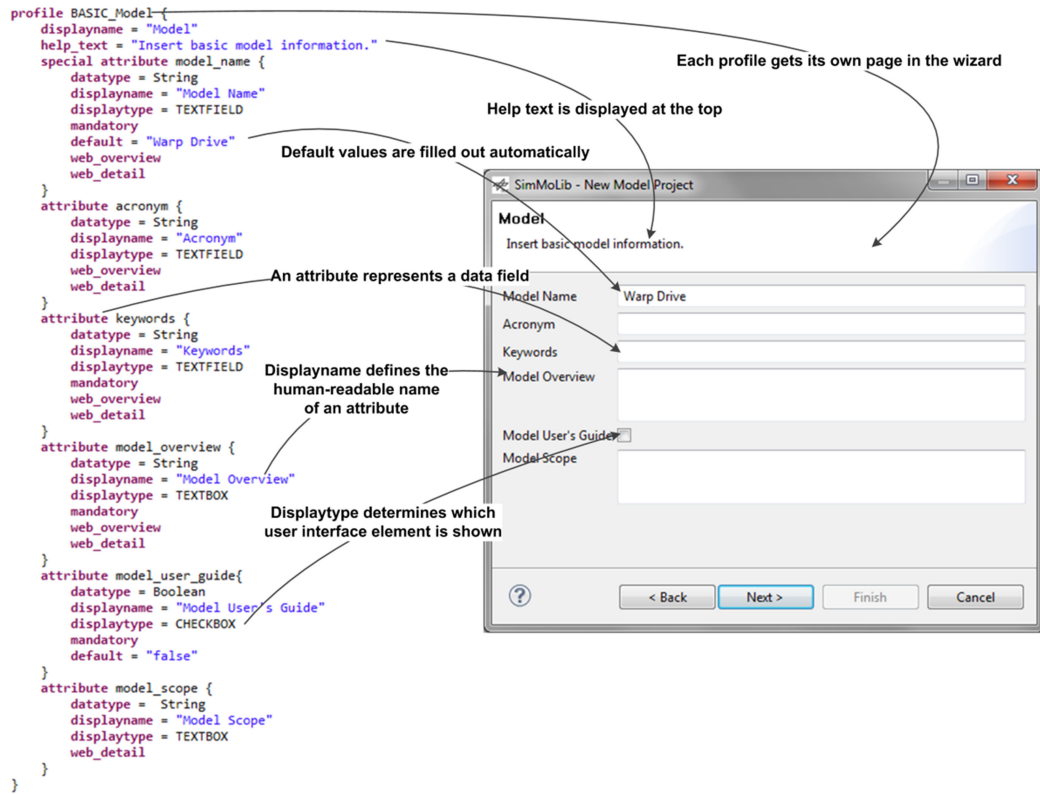 profile BASIC_Model {
displayname = "Model"
help_text = "Insert basic model information."
special attribute model_name {
datatype = String
displayname = "Model Name"
displaytype = TEXTFIELD
mandatory
default = "Warp Drive"
web_overview
web_detail
}
attribute acronym {
datatype = String
displayname = "Acronym"
displaytype = TEXTFIELD
web_overview
web_detail
}
attribute keywords {
datatype = String
displayname = "Keywords"
displaytype = TEXTFIELD
mandatory
web_overview
web_detail
}
attribute model_overview {
datatype = String
displayname = "Model Overview"
displaytype = TEXTBOX
mandatory
web_overview
web_detail
}
attribute model_user_guide{
datatype = Boolean
displayname = "Model User's Guide"
displaytype = CHECKBOX
mandatory
default = "false"
}
attribute model_scope {
datatype =  String
displayname = "Model Scope"
displaytype = TEXTBOX
web_detail
}
}
Each profile gets its own page in the wizard
Help text is displayed at the top
Default values are filled out automatically
An attribute represents a data field
Displayname defines the
human-readable name
of an attribute
Displaytype determines which
user interface element is shown
SimMoLib - New Model Project
Model
Insert basic model information.
Model Name
Warp Drive
Acronym
Keywords
Model Overview
Model User's Guide
Model Scope
?
< Back
Next >
Finish
Cancel